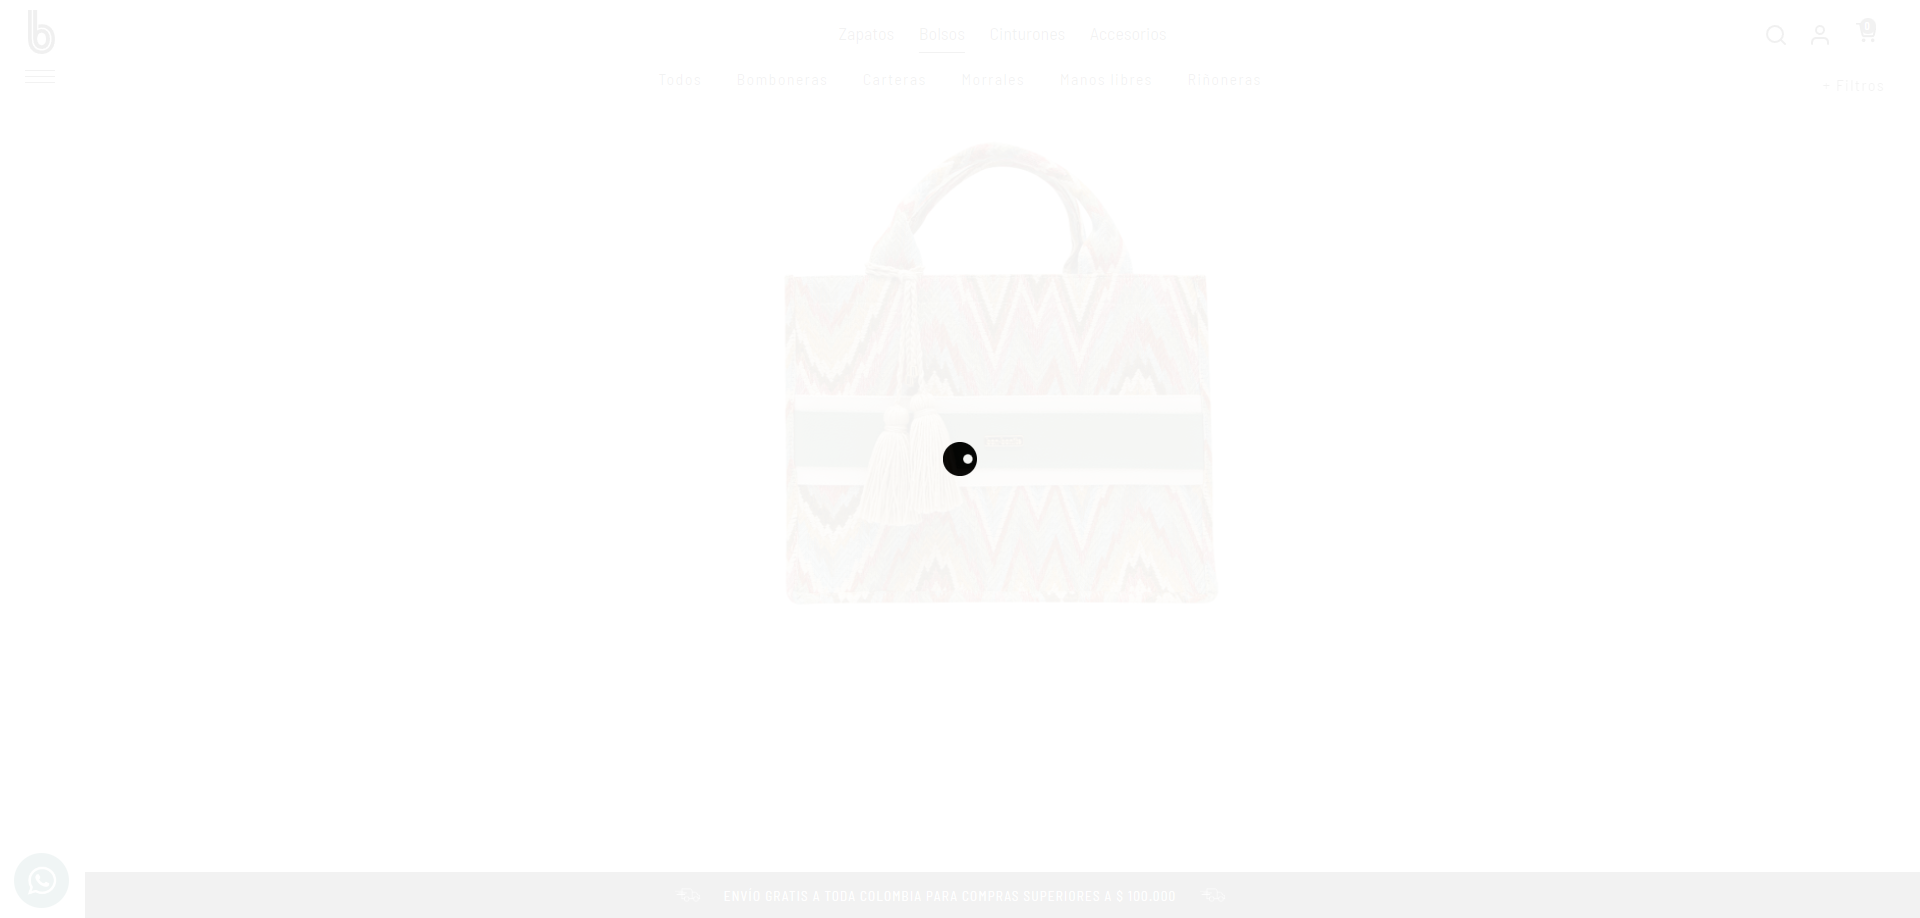 Zapatos Bolsos Cinturones Accesorios
0
Todos Bomboneras Carteras Morrales Manos libres Riñoneras
+ Filtros
ENVÍO GRATIS A TODA COLOMBIA PARA COMPRAS SUPERIORES A $ 100.000